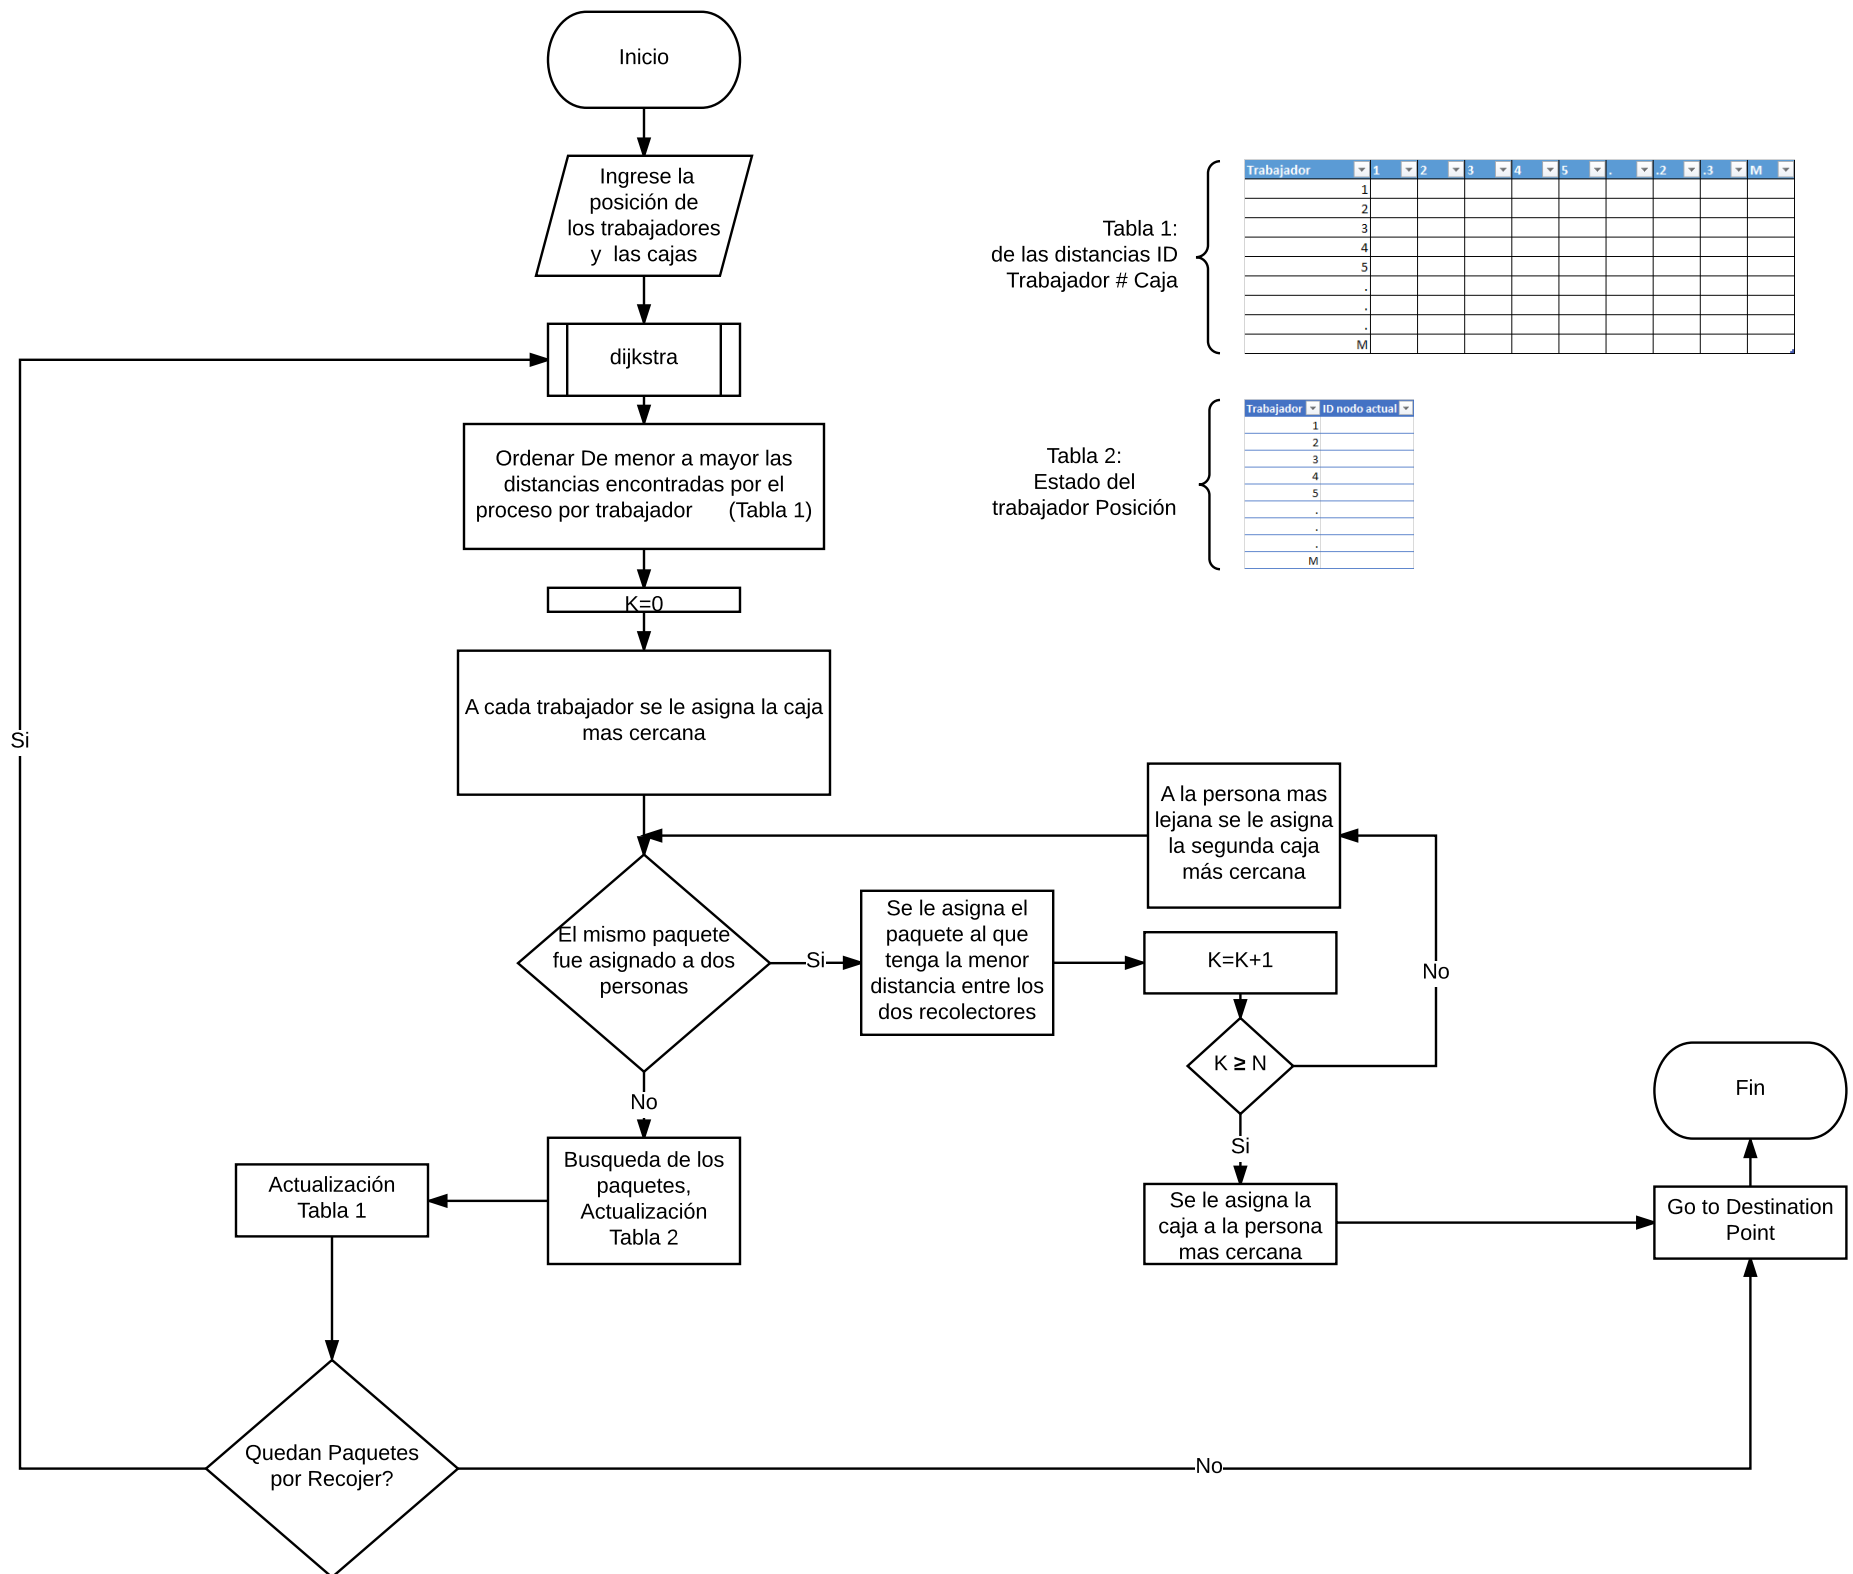 Inicio
Ingrese la
posición de
los trabajadores
y las cajas
dijkstra
Ordenar De menor a mayor las
distancias encontradas por el
proceso por trabajador (Tabla 1)
K=0
A cada trabajador se le asigna la caja
mas cercana
El mismo paquete
fue asignado a dos
personas
Si
Se le asigna el
paquete al que
tenga la menor
distancia entre los
dos recolectores
K=K+1
K ≥ N
No
A la persona mas
lejana se le asigna
la segunda caja
más cercana
Si
Se le asigna la
caja a la persona
mas cercana
Go to Destination
Point
Fin
No
Busqueda de los
paquetes,
Actualización
Tabla 2
Actualización
Tabla 1
Quedan Paquetes
por Recojer?
Si
No
Tabla 1:
de las distancias ID
Trabajador # Caja
Trabajador 1 2 3 4 5 . .2 .3 M
1
2
3
4
5
.
.
.
M
Tabla 2:
Estado del
trabajador Posición
Trabajador ID nodo actual
1
2
3
4
5
.
.
.
M